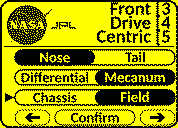 NASA JPL Front 3
Drive 4
Centric 5
Nose Tail
Differential Mecanum
Chassis Field
← Confirm →